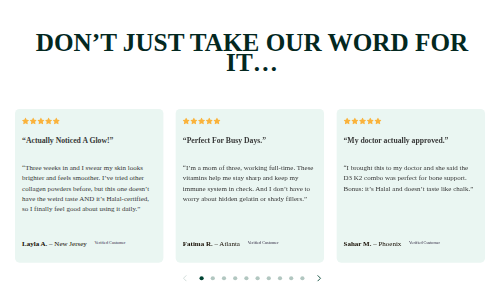 DON’T JUST TAKE OUR WORD FOR
IT…
“Actually Noticed A Glow!”
“Three weeks in and I swear my skin looks
brighter and feels smoother. I’ve tried other
collagen powders before, but this one doesn’t
have the weird taste AND it’s Halal-certified,
so I finally feel good about using it daily.”
Layla A. – New Jersey Verified Customer
“Perfect For Busy Days.”
“I’m a mom of three, working full-time. These
vitamins help me stay sharp and keep my
immune system in check. And I don’t have to
worry about hidden gelatin or shady fillers.”
Fatima R. – Atlanta Verified Customer
“My doctor actually approved.”
“I brought this to my doctor and she said the
D3 K2 combo was perfect for bone support.
Bonus: it’s Halal and doesn’t taste like chalk.”
Sahar M. – Phoenix Verified Customer